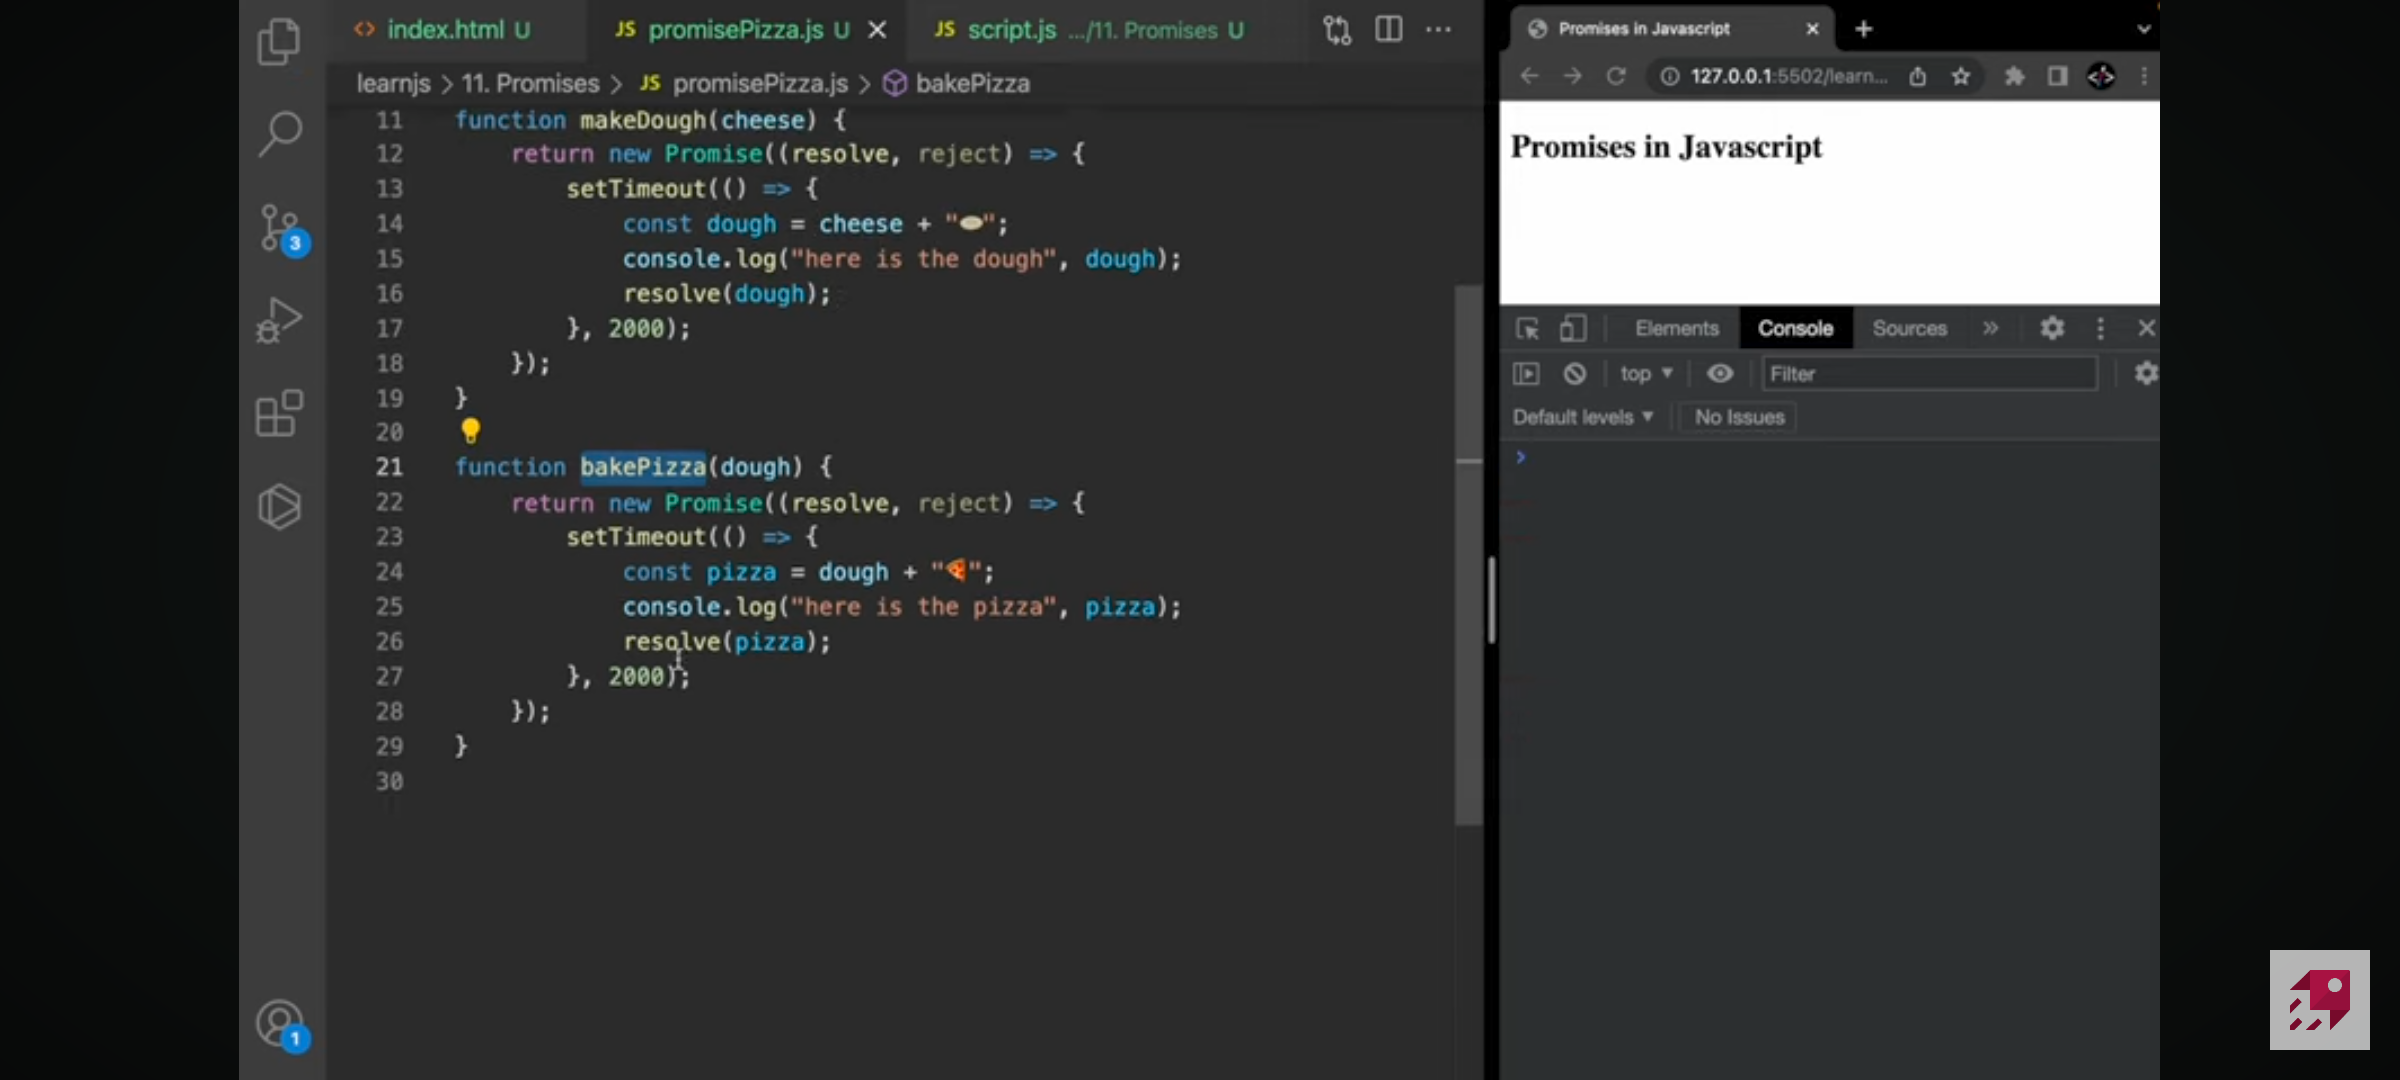 index.html U
JS promisePizza.js U
JS script.js .../11. Promises U
learnjs > 11. Promises > JS promisePizza.js > bakePizza
11 function makeDough(cheese) {
12 return new Promise((resolve, reject) => {
13 setTimeout(() => {
14 const dough = cheese + "🫓";
15 console.log("here is the dough", dough);
16 resolve(dough);
17 }, 2000);
18 });
19 }
20
21 function bakePizza(dough) {
22 return new Promise((resolve, reject) => {
23 setTimeout(() => {
24 const pizza = dough + "🍕";
25 console.log("here is the pizza", pizza);
26 resolve(pizza);
27 }, 2000);
28 });
29 }
30
3
1
Promises in Javascript
127.0.0.1:5502/learn...
Promises in Javascript
Elements Console Sources »
top Filter
Default levels No Issues
>